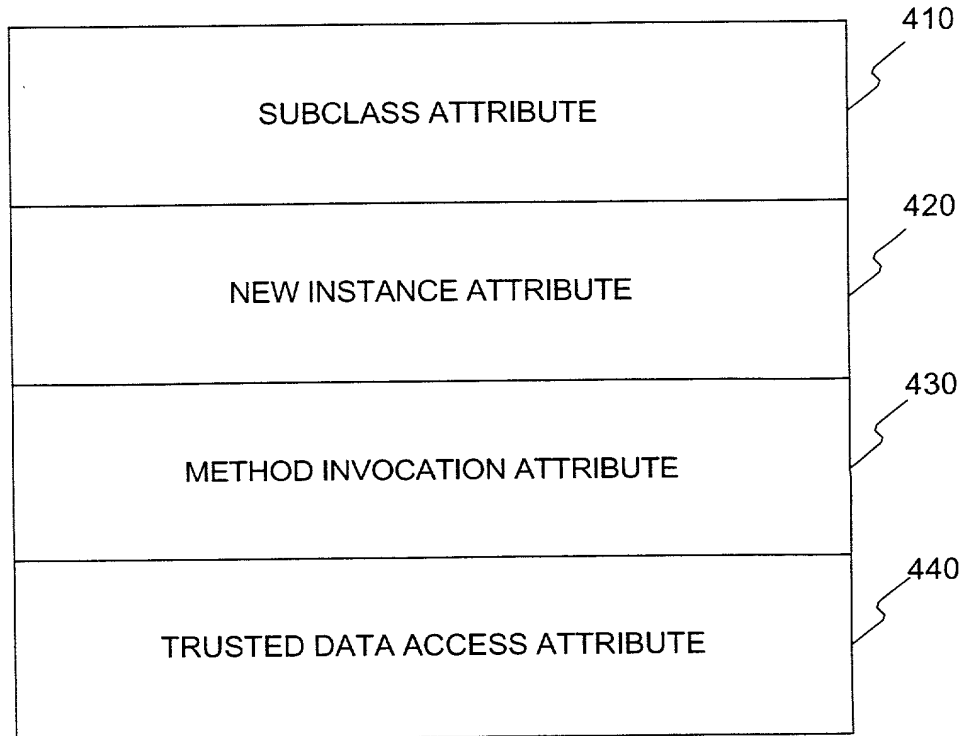 410
SUBCLASS ATTRIBUTE
420
NEW INSTANCE ATTRIBUTE
430
METHOD INVOCATION ATTRIBUTE
440
TRUSTED DATA ACCESS ATTRIBUTE